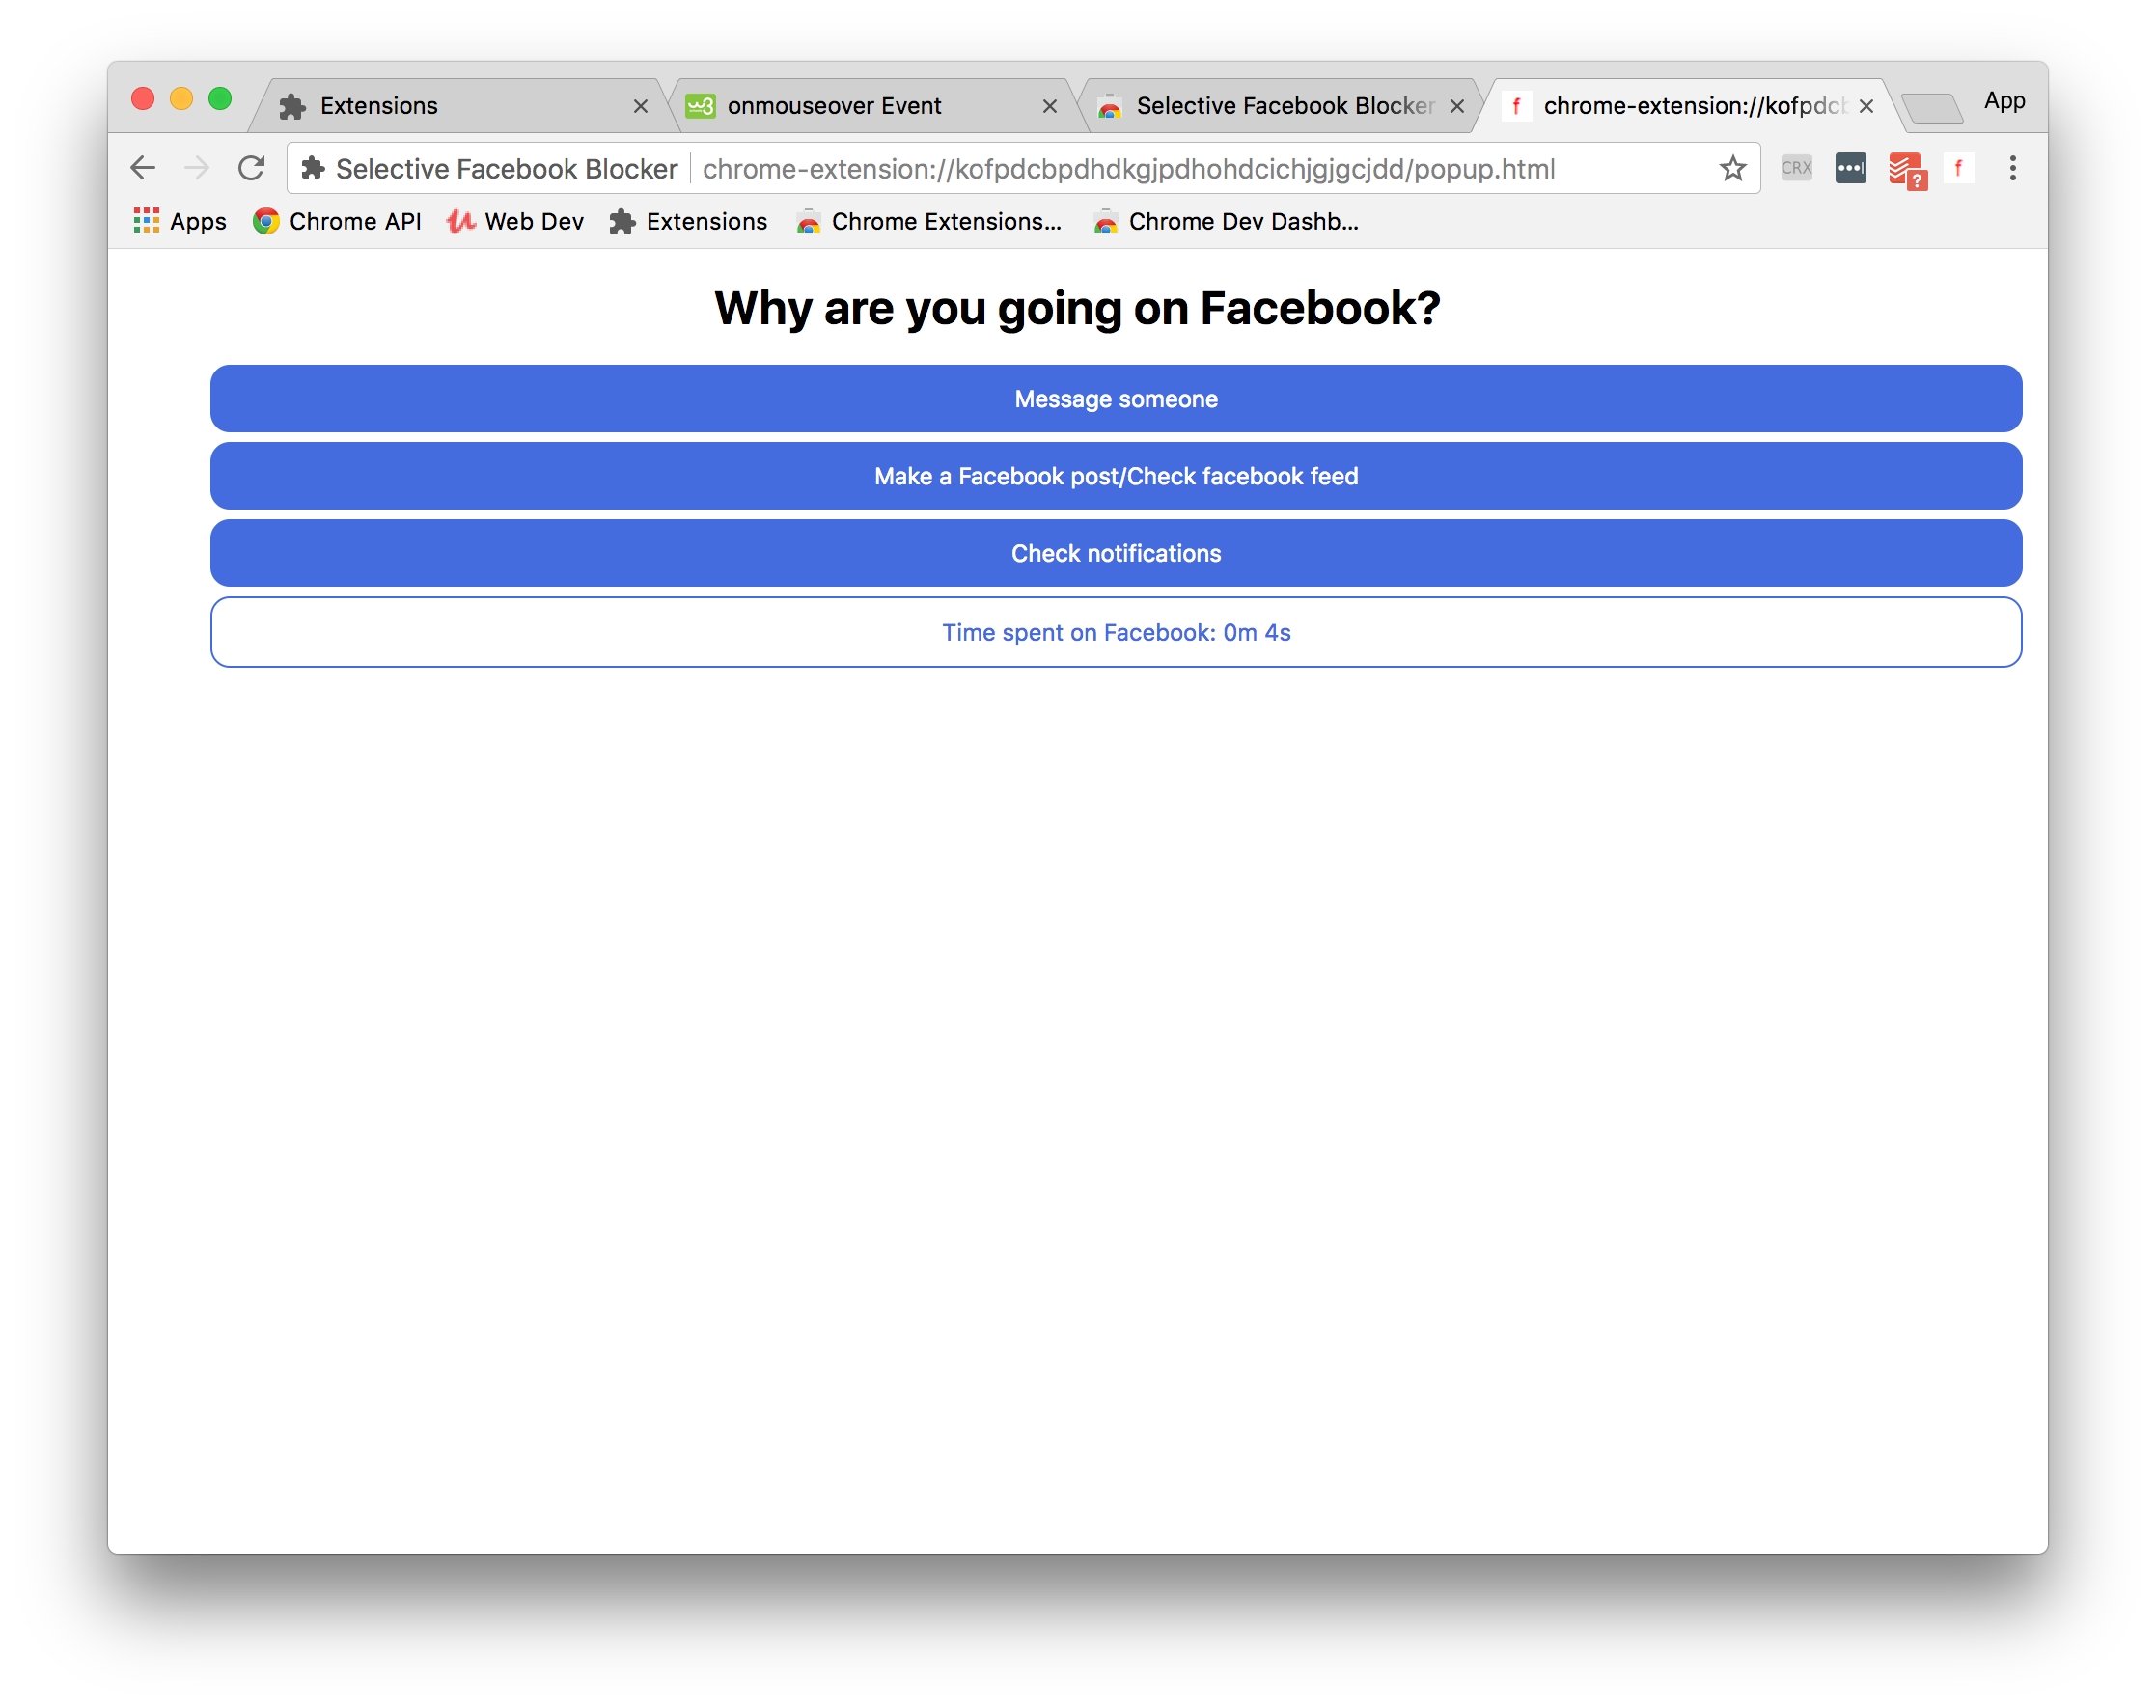 Extensions
onmouseover Event
Selective Facebook Blocker
f chrome-extension://kofpdcb
App
Selective Facebook Blocker chrome-extension://kofpdcbpdhdkgjpdhohdcichjgjgcjdd/popup.html CRX ? f
Apps Chrome API Web Dev Extensions Chrome Extensions... Chrome Dev Dashb...
Why are you going on Facebook?
Message someone
Make a Facebook post/Check facebook feed
Check notifications
Time spent on Facebook: 0m 4s